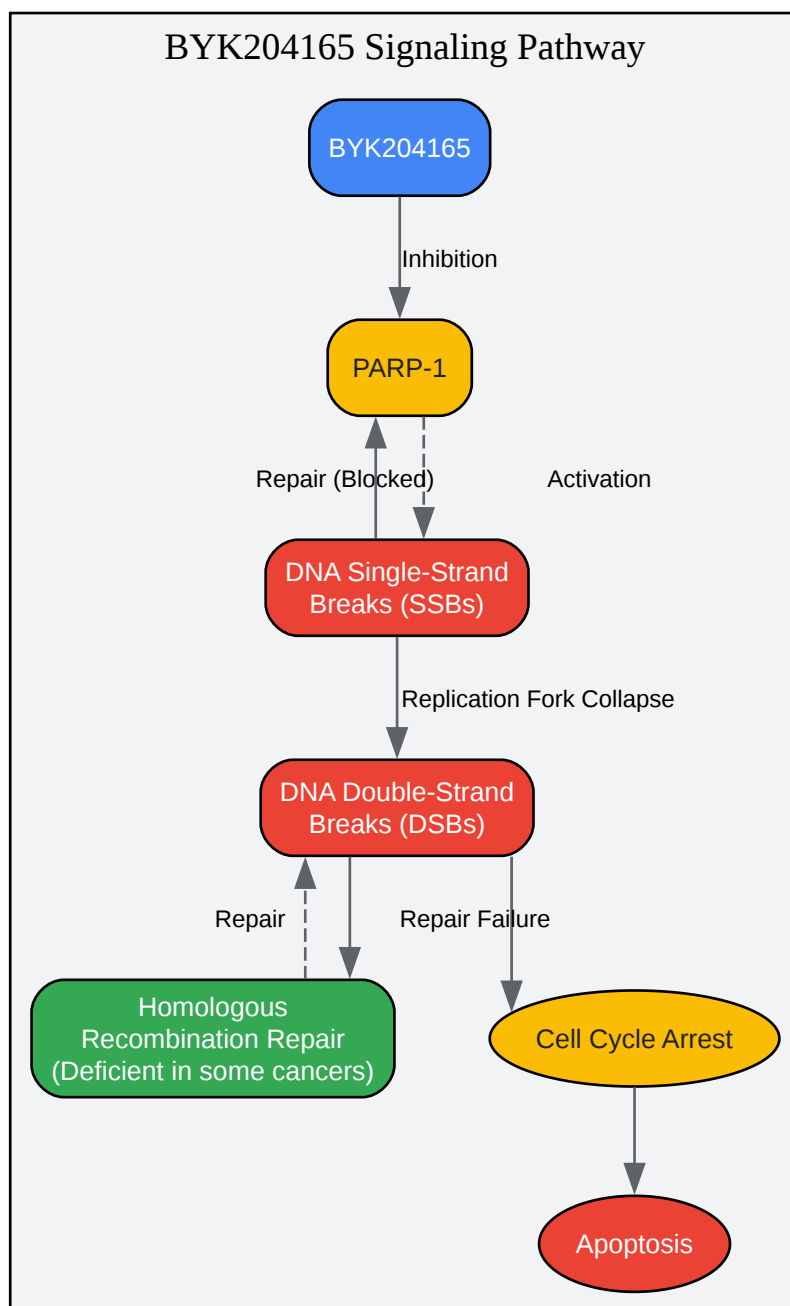 BYK204165 Signaling Pathway
BYK204165
Inhibition
PARP-1
Repair (Blocked)
Activation
DNA Single-Strand
Breaks (SSBs)
Replication Fork Collapse
DNA Double-Strand
Breaks (DSBs)
Repair
Repair Failure
Homologous
Recombination Repair
(Deficient in some cancers)
Cell Cycle Arrest
Apoptosis